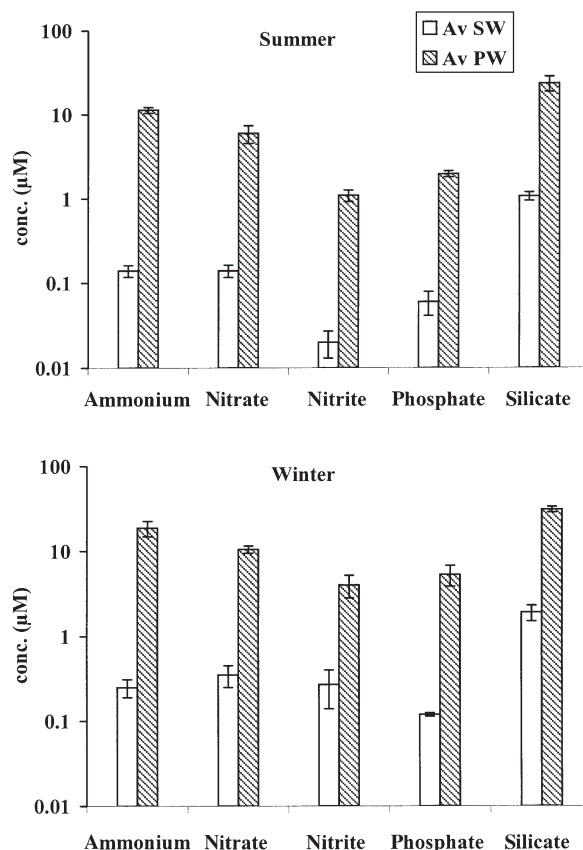 Summer
Av SW
Av PW
100
10
1
0.1
0.01
conc. (µM)
Ammonium Nitrate Nitrite Phosphate Silicate
Winter
100
10
1
0.1
0.01
conc. (µM)
Ammonium Nitrate Nitrite Phosphate Silicate